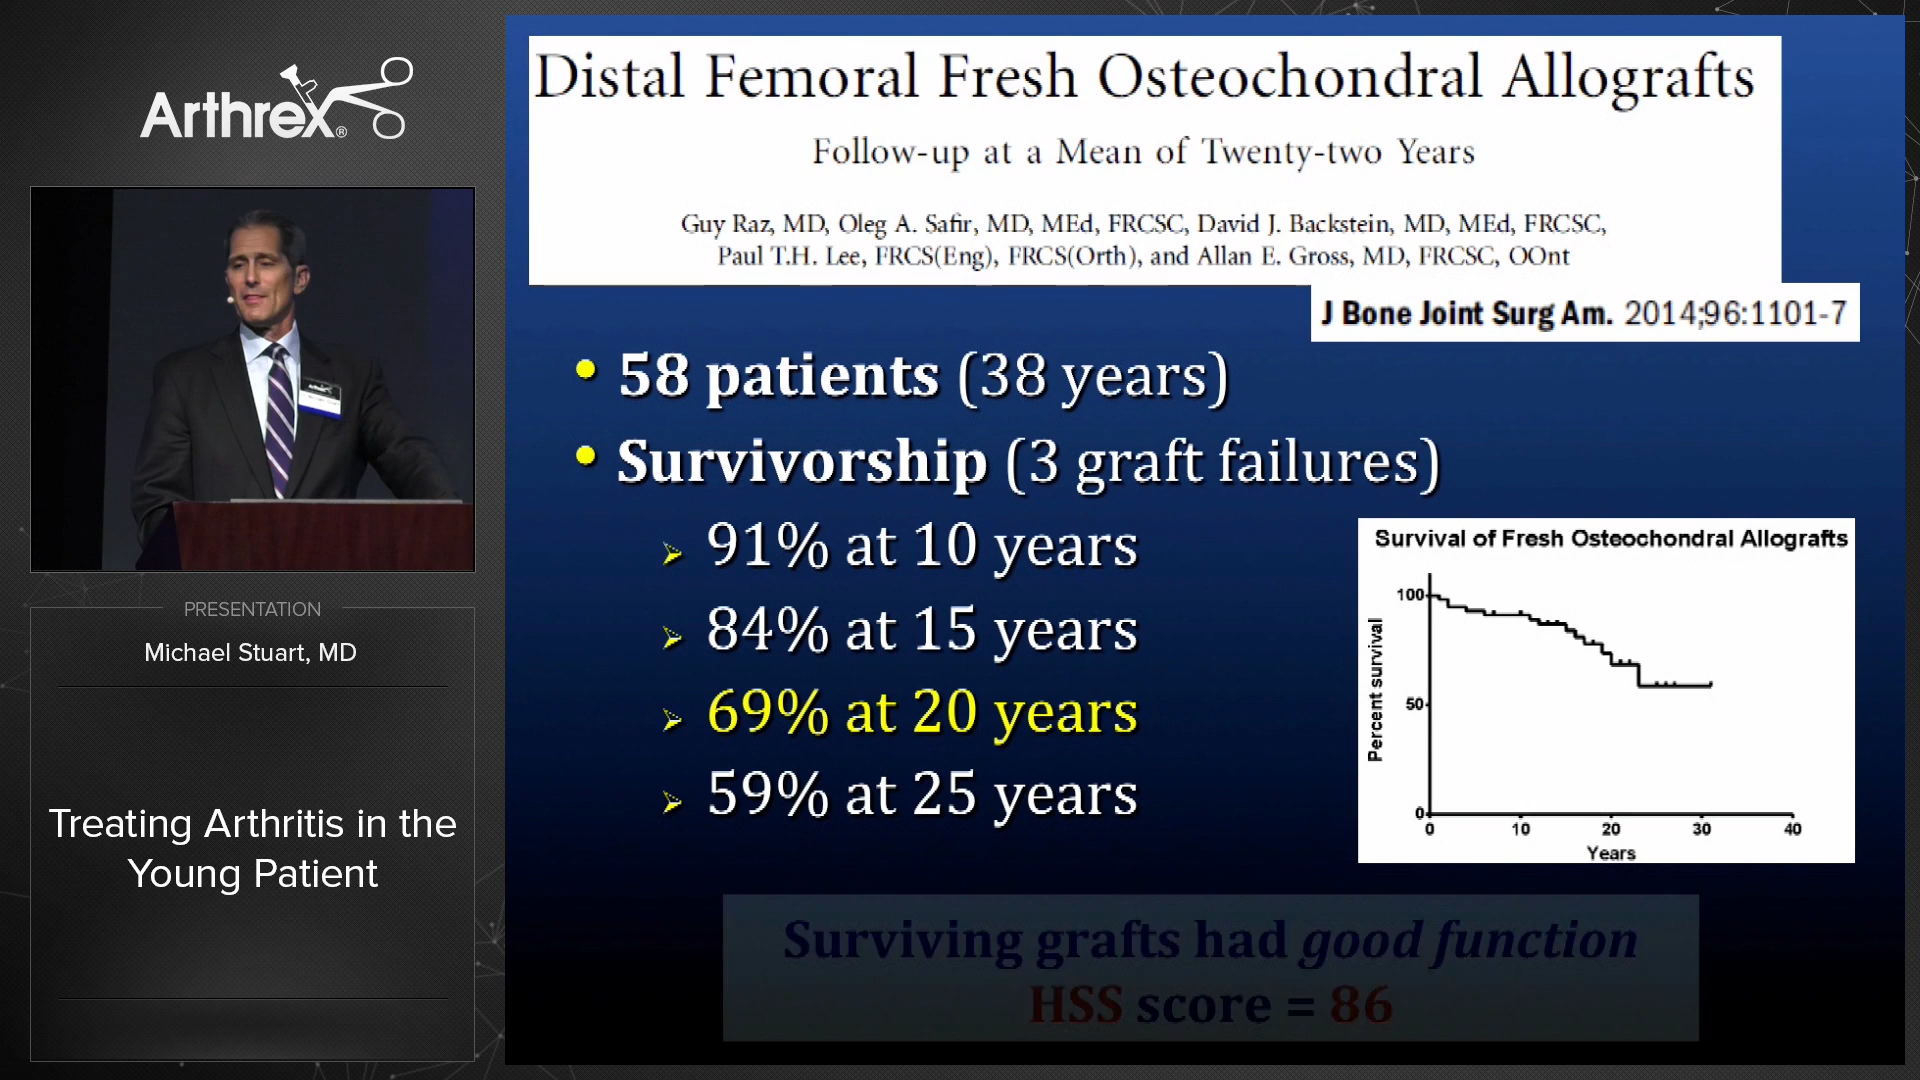 Arthrex®
Arthrex
PRESENTATION
Michael Stuart, MD
Treating Arthritis in the
Young Patient
Distal Femoral Fresh Osteochondral Allografts
Follow-up at a Mean of Twenty-two Years
Guy Raz, MD, Oleg A. Safir, MD, MEd, FRCSC, David J. Backstein, MD, MEd, FRCSC,
Paul T.H. Lee, FRCS(Eng), FRCS(Orth), and Allan E. Gross, MD, FRCSC, OOnt
J Bone Joint Surg Am. 2014;96:1101-7
• 58 patients (38 years)
• Survivorship (3 graft failures)
91% at 10 years
84% at 15 years
69% at 20 years
59% at 25 years
Survival of Fresh Osteochondral Allografts
Percent survival
100
50
0
0 10 20 30 40
Years
Surviving grafts had good function
HSS score = 86